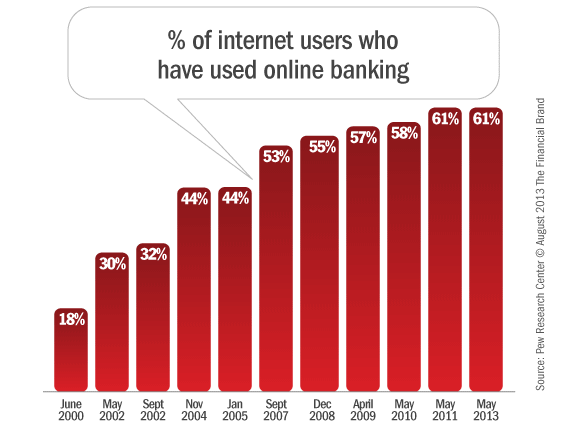 % of internet users who
have used online banking
18%
30%
32%
44%
44%
53%
55%
57%
58%
61%
61%
June
2000
May
2002
Sept
2002
Nov
2004
Jan
2005
Sept
2007
Dec
2008
April
2009
May
2010
May
2011
May
2013
Source: Pew Research Center © August 2013 The Financial Brand